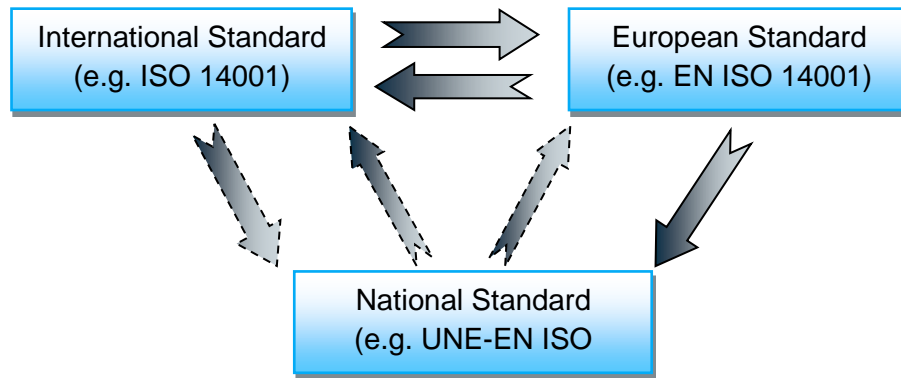 International Standard
(e.g. ISO 14001)
European Standard
(e.g. EN ISO 14001)
National Standard
(e.g. UNE-EN ISO